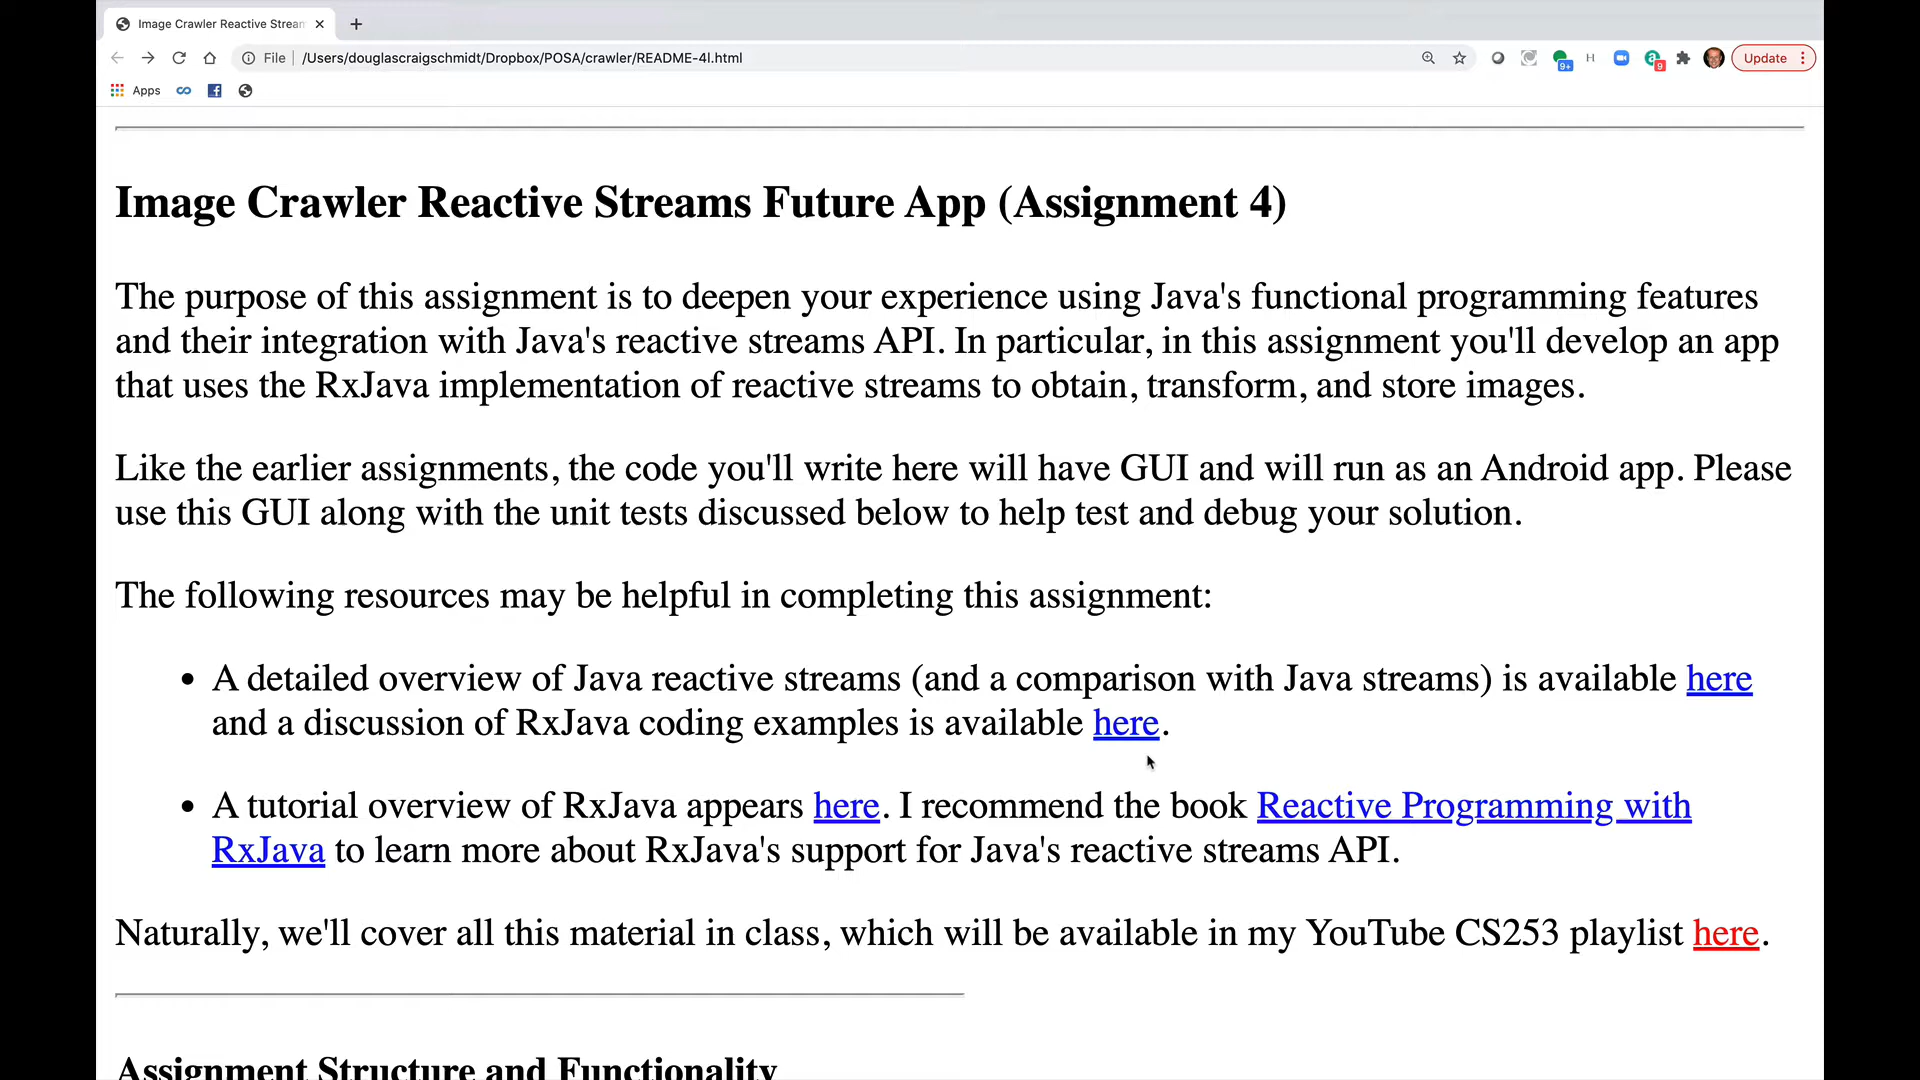 Image Crawler Reactive Stream
File
/Users/douglascraigschmidt/Dropbox/POSA/crawler/README-4l.html
9+
H
9
Update
Apps
Image Crawler Reactive Streams Future App (Assignment 4)
The purpose of this assignment is to deepen your experience using Java's functional programming features
and their integration with Java's reactive streams API. In particular, in this assignment you'll develop an app
that uses the RxJava implementation of reactive streams to obtain, transform, and store images.
Like the earlier assignments, the code you'll write here will have GUI and will run as an Android app. Please
use this GUI along with the unit tests discussed below to help test and debug your solution.
The following resources may be helpful in completing this assignment:
• A detailed overview of Java reactive streams (and a comparison with Java streams) is available here
and a discussion of RxJava coding examples is available here.
• A tutorial overview of RxJava appears here. I recommend the book Reactive Programming with
RxJava to learn more about RxJava's support for Java's reactive streams API.
Naturally, we'll cover all this material in class, which will be available in my YouTube CS253 playlist here.
Assignment Structure and Functionality